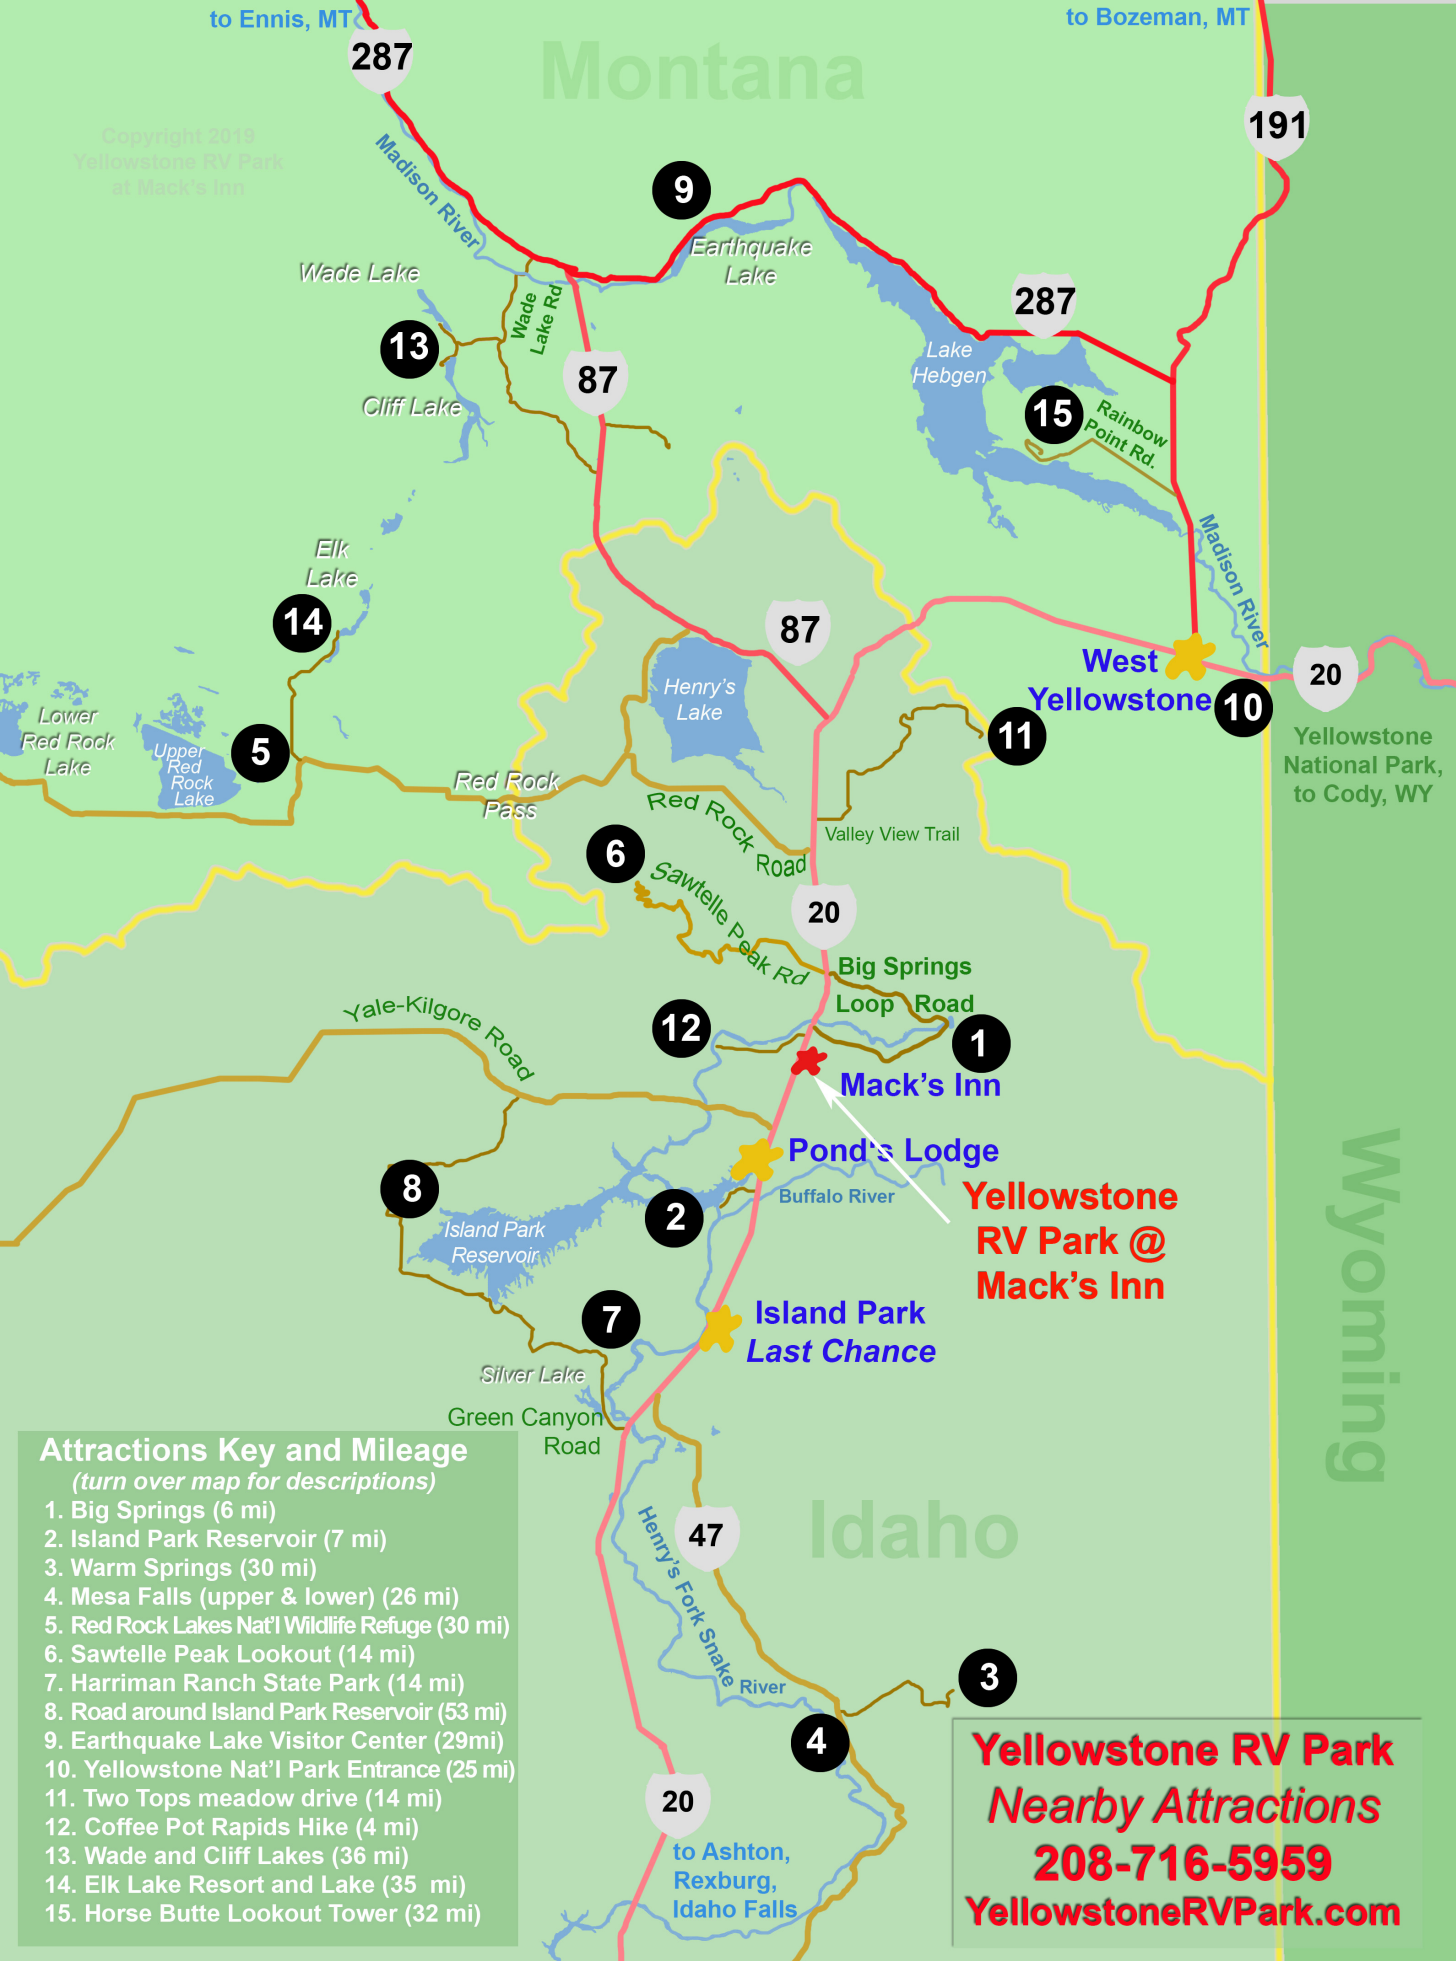 to Ennis, MT
to Bozeman, MT
287
Montana
191
Copyright 2019
Yellowstone RV Park
at Mack's Inn
Madison River
9
Earthquake
Lake
Wade Lake
Wade
Lake Rd
287
13
87
Lake
Hebgen
Cliff Lake
15
Rainbow
Point Rd.
Madison River
Elk
Lake
14
87
West
Yellowstone
20
10
Henry's
Lake
Lower
Red Rock
Lake
Upper
Red
Rock
Lake
5
11
Yellowstone
National Park,
to Cody, WY
Red Rock
Pass
Red Rock
Road
Valley View Trail
6
Sawtelle Peak Rd
20
Big Springs
Loop Road
Yale-Kilgore Road
12
1
Mack's Inn
Pond's Lodge
Buffalo River
8
2
Island Park
Reservoir
Yellowstone
RV Park @
Mack's Inn
Wyoming
7
Island Park
Last Chance
Silver Lake
Green Canyon
Road
Attractions Key and Mileage
(turn over map for descriptions)
1. Big Springs (6 mi)
2. Island Park Reservoir (7 mi)
3. Warm Springs (30 mi)
4. Mesa Falls (upper & lower) (26 mi)
5. Red Rock Lakes Nat'l Wildlife Refuge (30 mi)
6. Sawtelle Peak Lookout (14 mi)
7. Harriman Ranch State Park (14 mi)
8. Road around Island Park Reservoir (53 mi)
9. Earthquake Lake Visitor Center (29mi)
10. Yellowstone Nat'l Park Entrance (25 mi)
11. Two Tops meadow drive (14 mi)
12. Coffee Pot Rapids Hike (4 mi)
13. Wade and Cliff Lakes (36 mi)
14. Elk Lake Resort and Lake (35 mi)
15. Horse Butte Lookout Tower (32 mi)
47
Idaho
Henry's Fork Snake
River
3
4
20
to Ashton,
Rexburg,
Idaho Falls
Yellowstone RV Park
Nearby Attractions
208-716-5959
YellowstoneRVPark.com